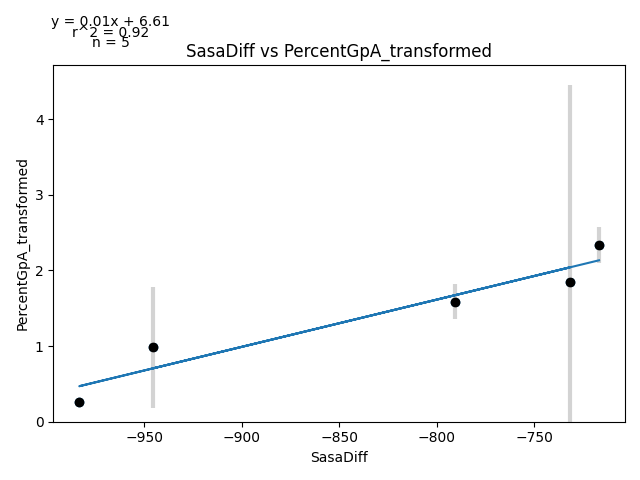 y = 0.01x + 6.61
r^2 = 0.92
n = 5
SasaDiff vs PercentGpA_transformed
PercentGpA_transformed
4
3
2
1
0
−950
−900
−850
−800
−750
SasaDiff